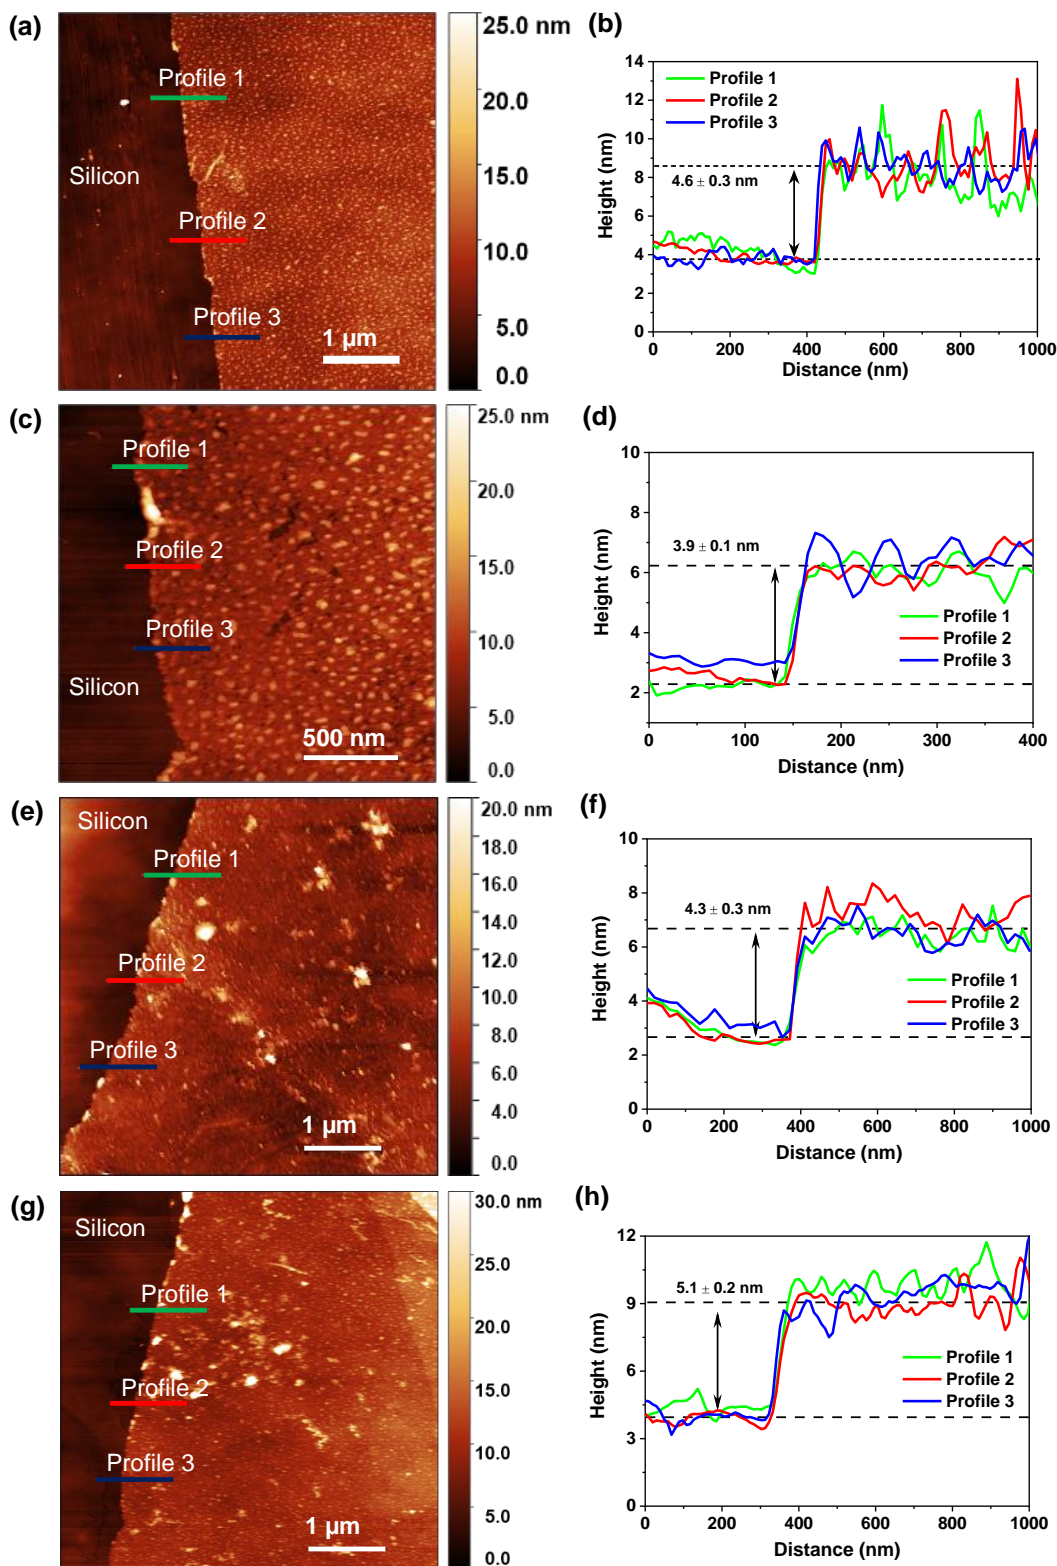 (a)
Profile 1
Silicon
Profile 2
Profile 3
1 µm
25.0 nm
20.0
15.0
10.0
5.0
0.0
(b)
Height (nm)
14
12
10
8
6
4
2
0
Profile 1
Profile 2
Profile 3
4.6 ± 0.3 nm
0 200 400 600 800 1000
Distance (nm)
(c)
Profile 1
Profile 2
Profile 3
Silicon
500 nm
25.0 nm
20.0
15.0
10.0
5.0
0.0
(d)
Height (nm)
10
8
6
4
2
3.9 ± 0.1 nm
Profile 1
Profile 2
Profile 3
0 100 200 300 400
Distance (nm)
(e)
Silicon
Profile 1
Profile 2
Profile 3
1 µm
20.0 nm
18.0
16.0
14.0
12.0
10.0
8.0
6.0
4.0
0.0
(f)
Height (nm)
10
8
6
4
2
0
4.3 ± 0.3 nm
Profile 1
Profile 2
Profile 3
0 200 400 600 800 1000
Distance (nm)
(g)
Silicon
Profile 1
Profile 2
Profile 3
1 µm
30.0 nm
25.0
20.0
15.0
10.0
5.0
0.0
(h)
Height (nm)
12
9
6
3
0
5.1 ± 0.2 nm
Profile 1
Profile 2
Profile 3
0 200 400 600 800 1000
Distance (nm)